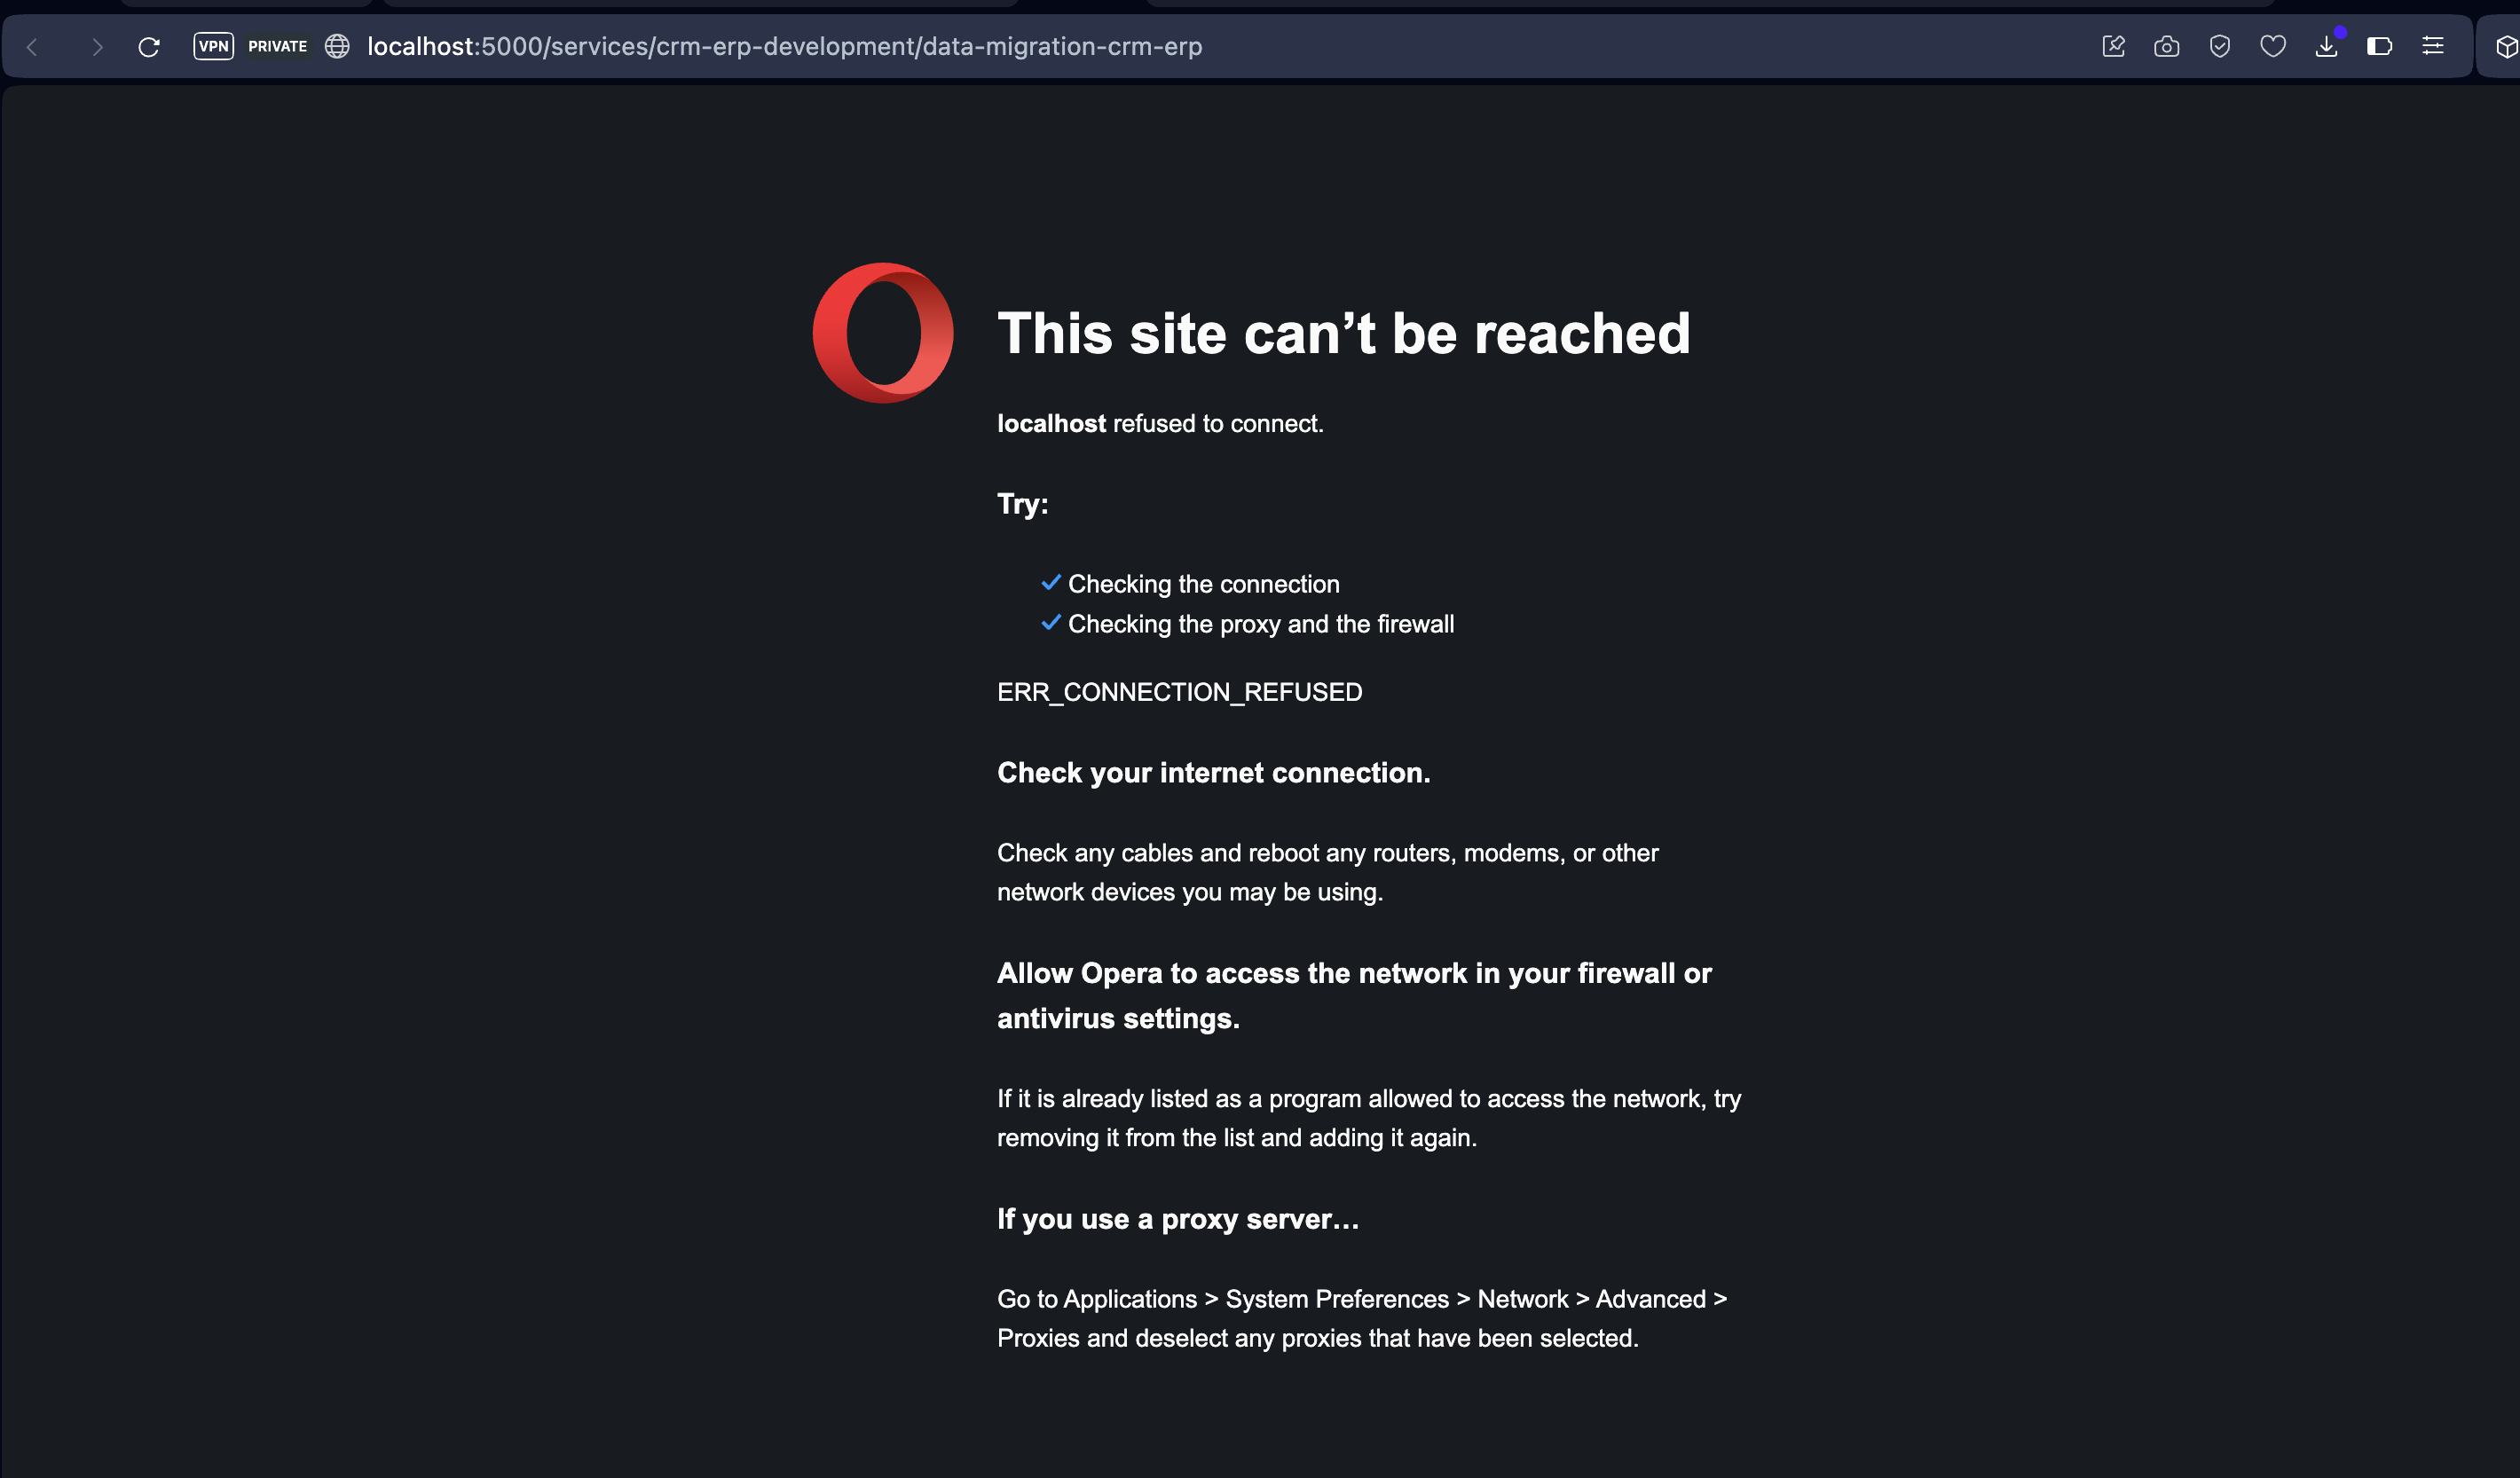 VPN PRIVATE localhost:5000/services/crm-erp-development/data-migration-crm-erp
This site can’t be reached
localhost refused to connect.
Try:
Checking the connection
Checking the proxy and the firewall
ERR_CONNECTION_REFUSED
Check your internet connection.
Check any cables and reboot any routers, modems, or other
network devices you may be using.
Allow Opera to access the network in your firewall or
antivirus settings.
If it is already listed as a program allowed to access the network, try
removing it from the list and adding it again.
If you use a proxy server…
Go to Applications > System Preferences > Network > Advanced >
Proxies and deselect any proxies that have been selected.